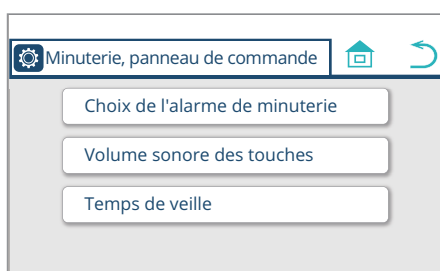 Minuterie, panneau de commande
Choix de l'alarme de minuterie
Volume sonore des touches
Temps de veille